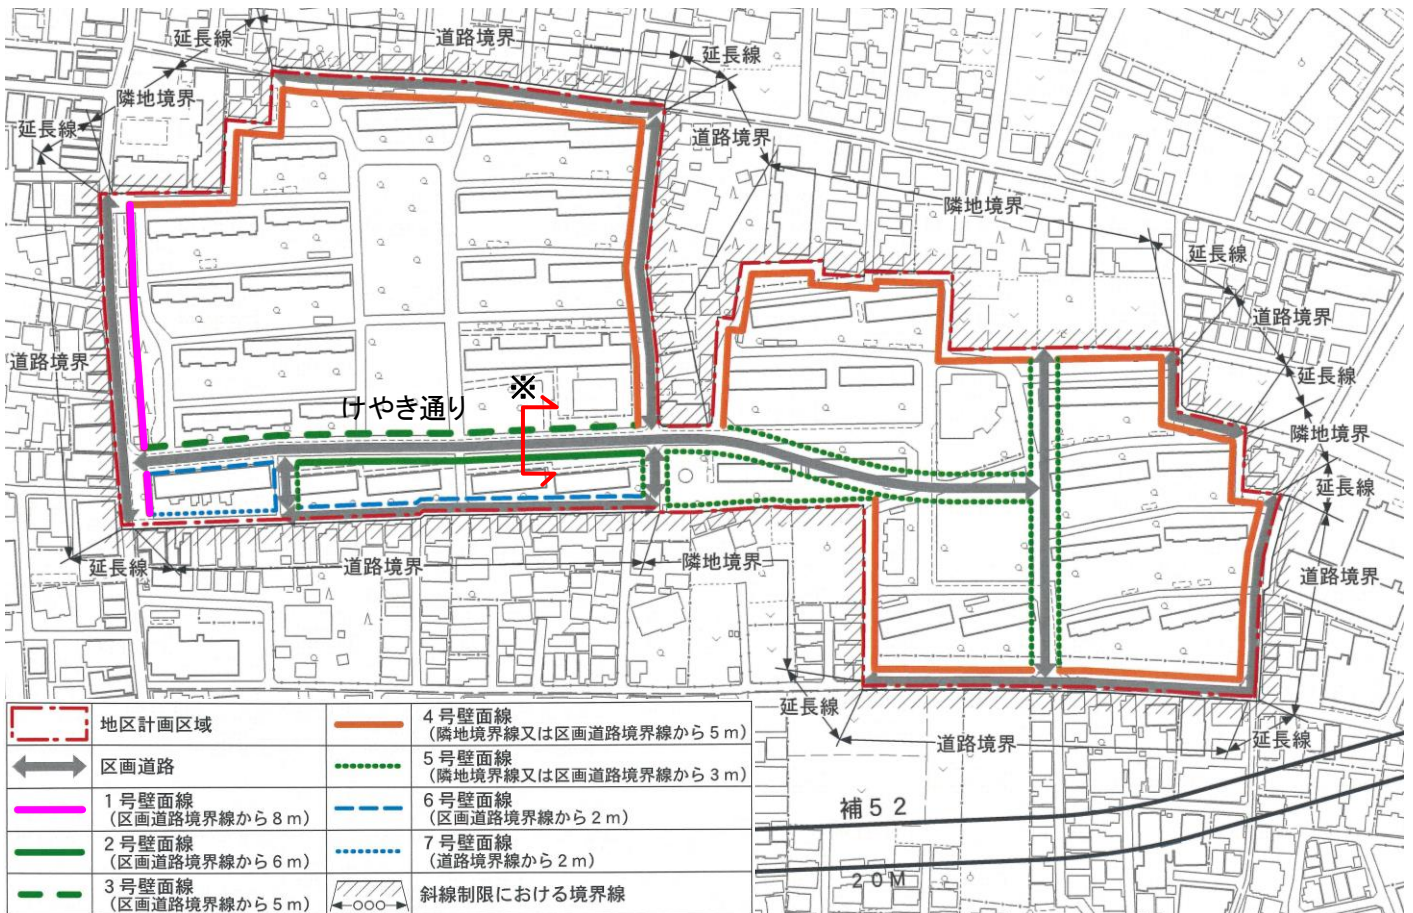 延長線
道路境界
延長線
隣地境界
延長線
道路境界
隣地境界
延長線
道路境界
道路境界
延長線
※
けやき通り
隣地境界
延長線
延長線
道路境界
隣地境界
道路境界
延長線
道路境界
延長線
補52
20M
地区計画区域
区画道路
1号壁面線
(区画道路境界線から8m)
2号壁面線
(区画道路境界線から6m)
3号壁面線
(区画道路境界線から5m)
4号壁面線
(隣地境界線又は区画道路境界線から5m)
5号壁面線
(隣地境界線又は区画道路境界線から3m)
6号壁面線
(区画道路境界線から2m)
7号壁面線
(道路境界線から2m)
○○○
斜線制限における境界線